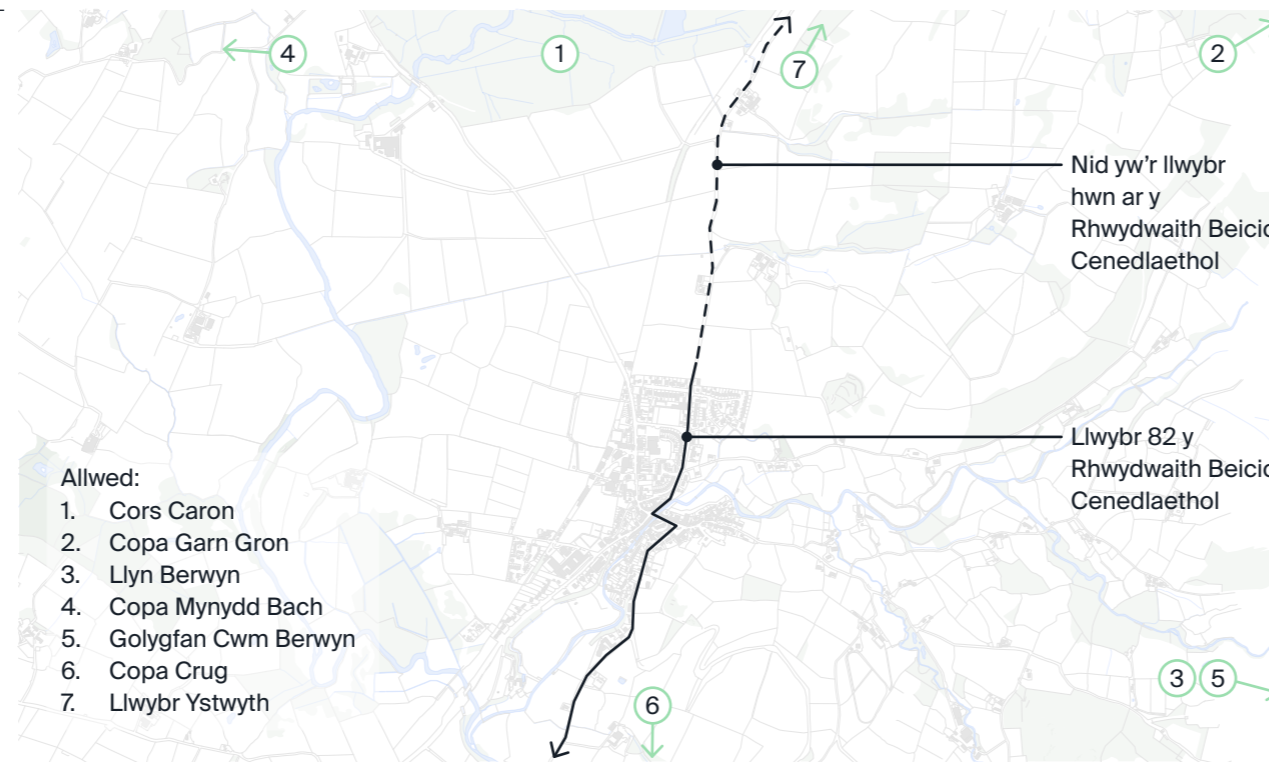 4
1
7
2
Nid yw'r llwybr
hwn ar y
Rhwydwaith
Cenedlaethol
Llwybr 82 y
Rhwydwaith
Cenedlaethol
Allwed:
1. Cors Caron
2. Copa Garn Gron
3. Llyn Berwyn
4. Copa Mynydd Bach
5. Golygfan Cwm Berwyn
6. Copa Crug
7. Llwybr Ystwyth
6
3 5